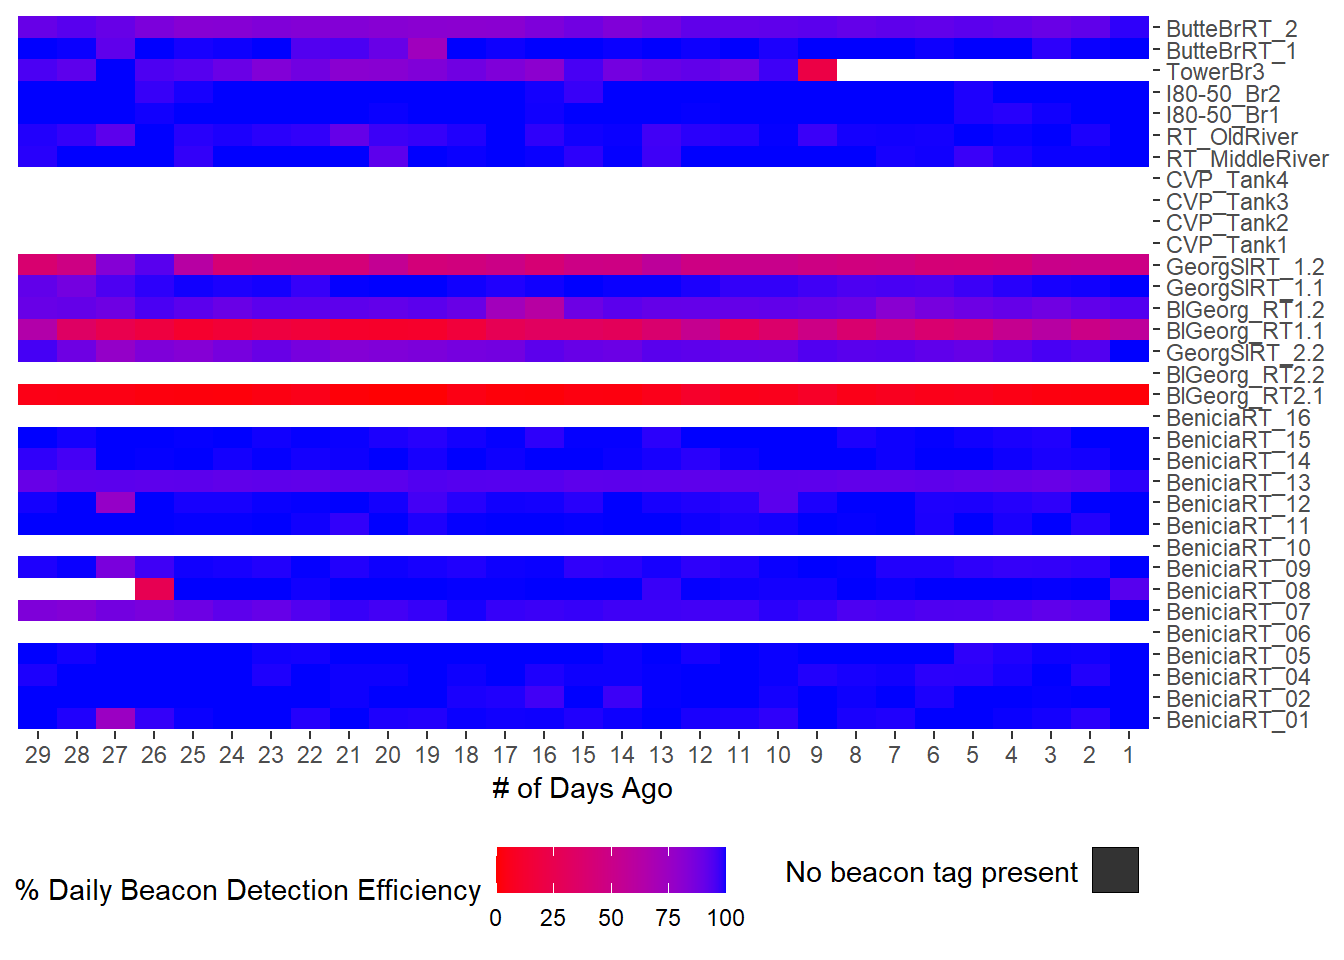 ButteBrRT_2
ButteBrRT_1
TowerBr3
I80-50_Br2
I80-50_Br1
RT_OldRiver
RT_MiddleRiver
CVP_Tank4
CVP_Tank3
CVP_Tank2
CVP_Tank1
GeorgSlRT_1.2
GeorgSlRT_1.1
BlGeorg_RT1.2
BlGeorg_RT1.1
GeorgSlRT_2.2
BlGeorg_RT2.2
BlGeorg_RT2.1
BeniciaRT_16
BeniciaRT_15
BeniciaRT_14
BeniciaRT_13
BeniciaRT_12
BeniciaRT_11
BeniciaRT_10
BeniciaRT_09
BeniciaRT_08
BeniciaRT_07
BeniciaRT_06
BeniciaRT_05
BeniciaRT_04
BeniciaRT_02
BeniciaRT_01
29 28 27 26 25 24 23 22 21 20 19 18 17 16 15 14 13 12 11 10 9 8 7 6 5 4 3 2 1
# of Days Ago
% Daily Beacon Detection Efficiency
0 25 50 75 100
No beacon tag present